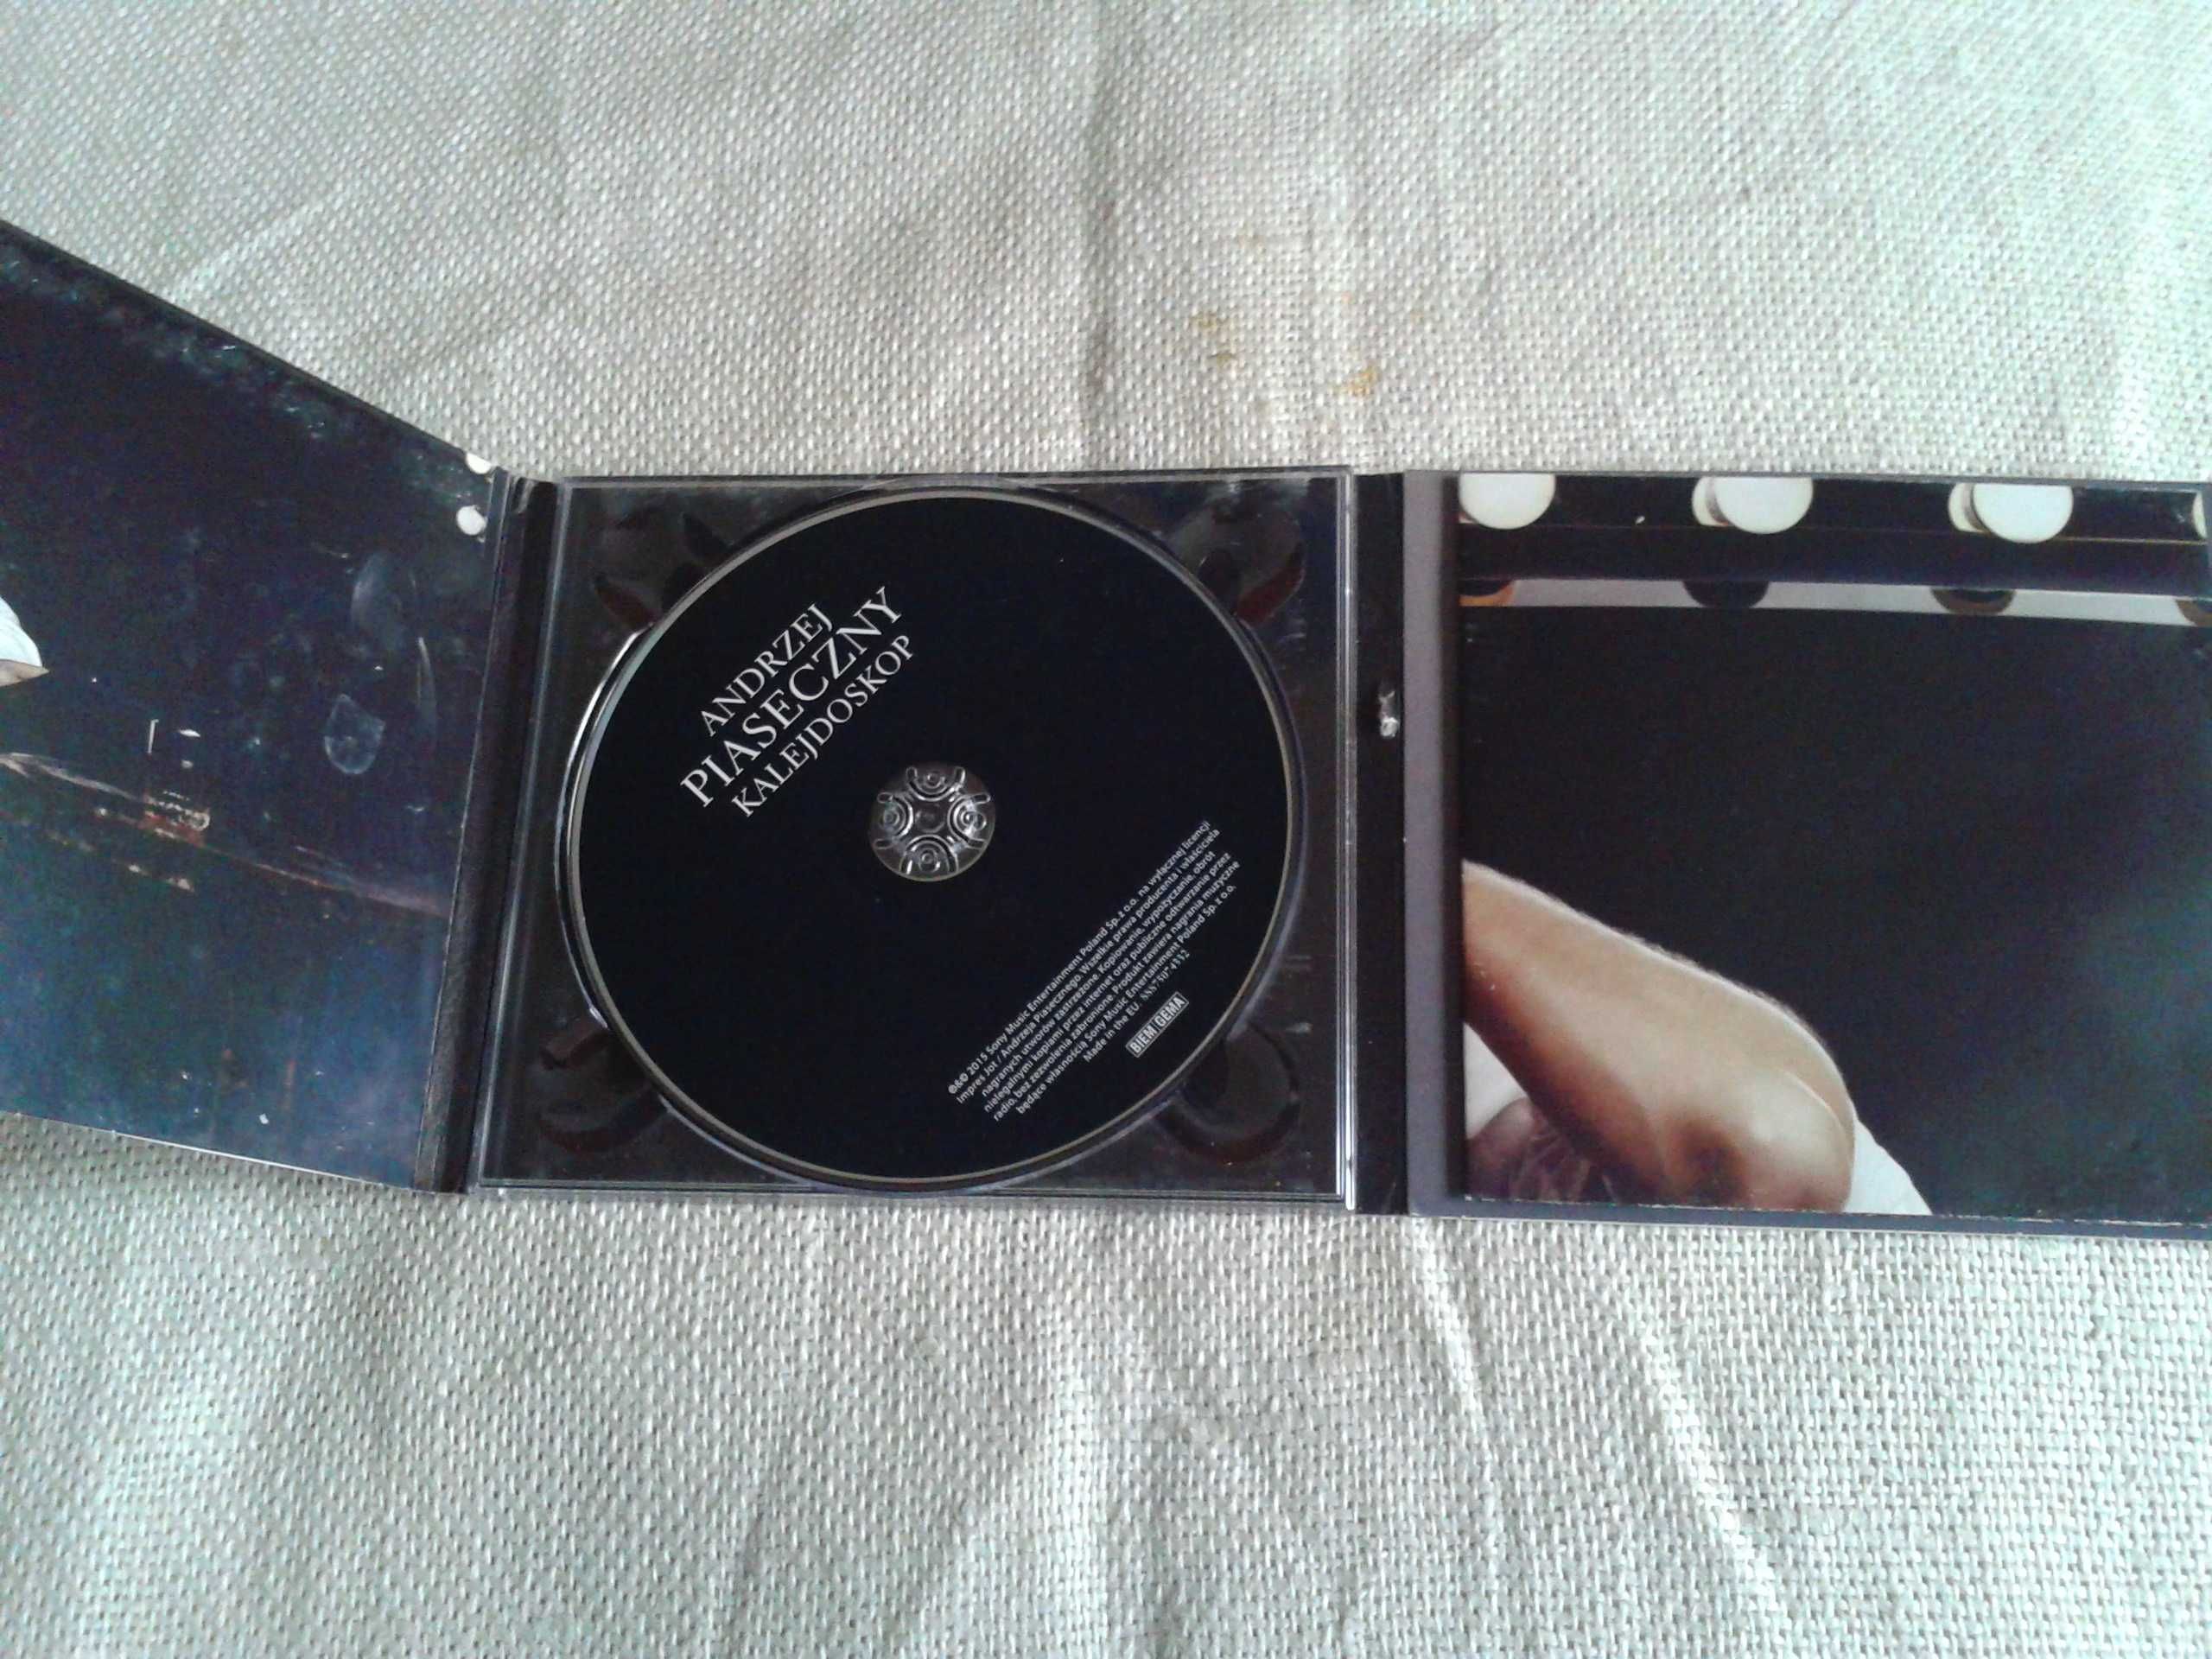 ANDRZEJ
PIASECZNY
KALEJDOSKOP
℗&© 2015 Sony Music Entertainment Poland Sp. z o.o. na wyłącznej licencji
Impres Jot / Andrzeja Piasecznego. Wszelkie prawa producenta i właściciela
nagranych utworów zastrzeżone. Kopiowanie, wypożyczanie, obrót
nielegalnymi kopiami przez internet oraz publiczne odtwarzanie przez
radio, bez zezwolenia zabronione. Produkt zawiera nagrania muzyczne
będące własnością Sony Music Entertainment Poland Sp. z o.o.
Made in the EU.
BIEM GEMA